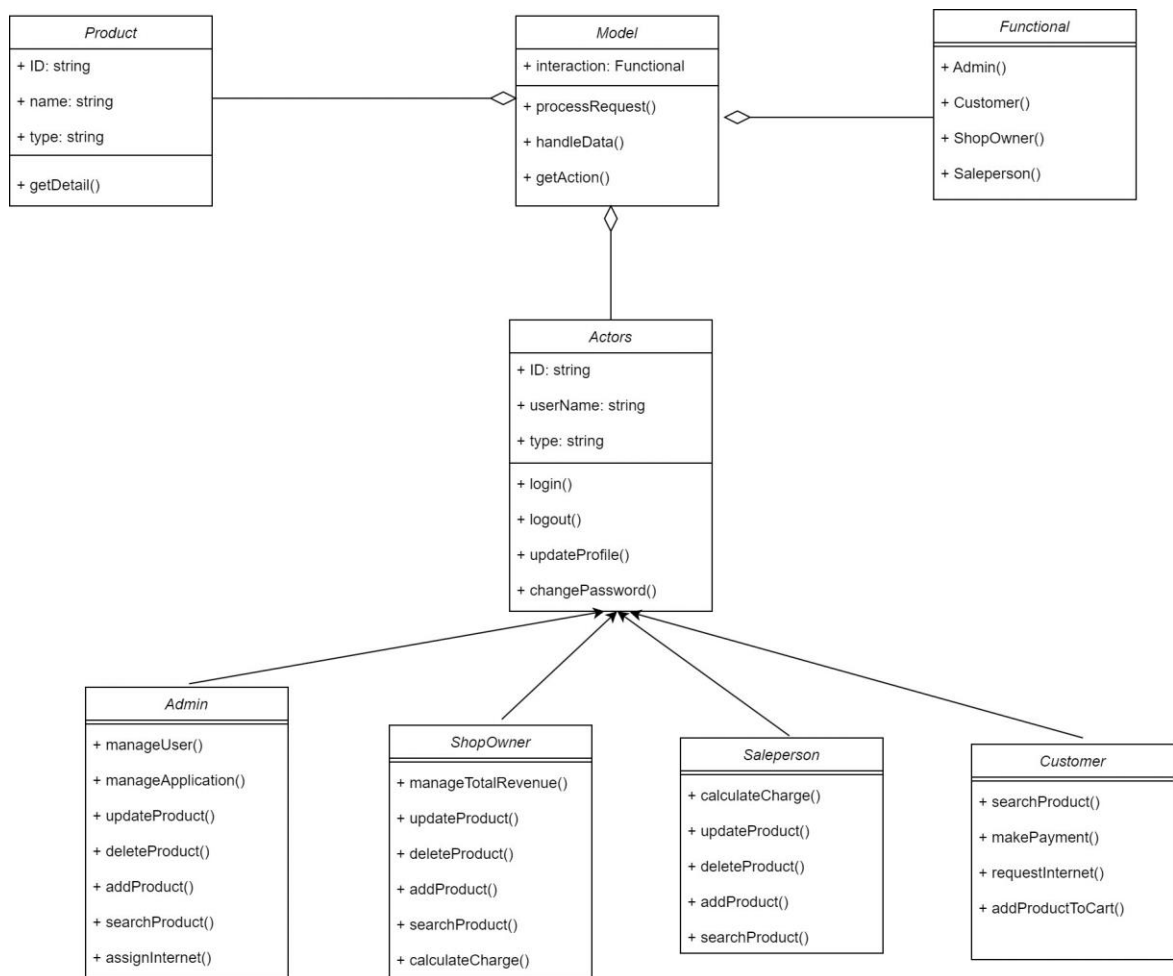 Product
+ ID: string
+ name: string
+ type: string
+ getDetail()
Model
+ interaction: Functional
+ processRequest()
+ handleData()
+ getAction()
Functional
+ Admin()
+ Customer()
+ ShopOwner()
+ Saleperson()
Actors
+ ID: string
+ userName: string
+ type: string
+ login()
+ logout()
+ updateProfile()
+ changePassword()
Admin
+ manageUser()
+ manageApplication()
+ updateProduct()
+ deleteProduct()
+ addProduct()
+ searchProduct()
+ assignInternet()
ShopOwner
+ manageTotalRevenue()
+ updateProduct()
+ deleteProduct()
+ addProduct()
+ searchProduct()
+ calculateCharge()
Saleperson
+ calculateCharge()
+ updateProduct()
+ deleteProduct()
+ addProduct()
+ searchProduct()
Customer
+ searchProduct()
+ makePayment()
+ requestInternet()
+ addProductToCart()